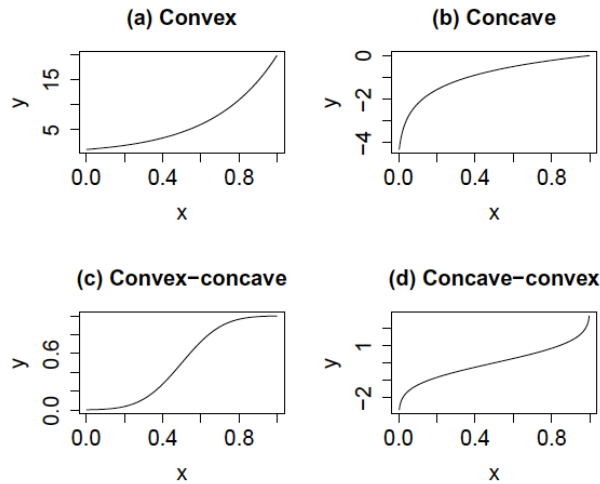 (a) Convex
(b) Concave
15
5
y
0.0 0.4 0.8
x
0
−2
−4
y
0.0 0.4 0.8
x
(c) Convex−concave
(d) Concave−convex
0.6
0.0
y
0.0 0.4 0.8
x
1
−2
y
0.0 0.4 0.8
x